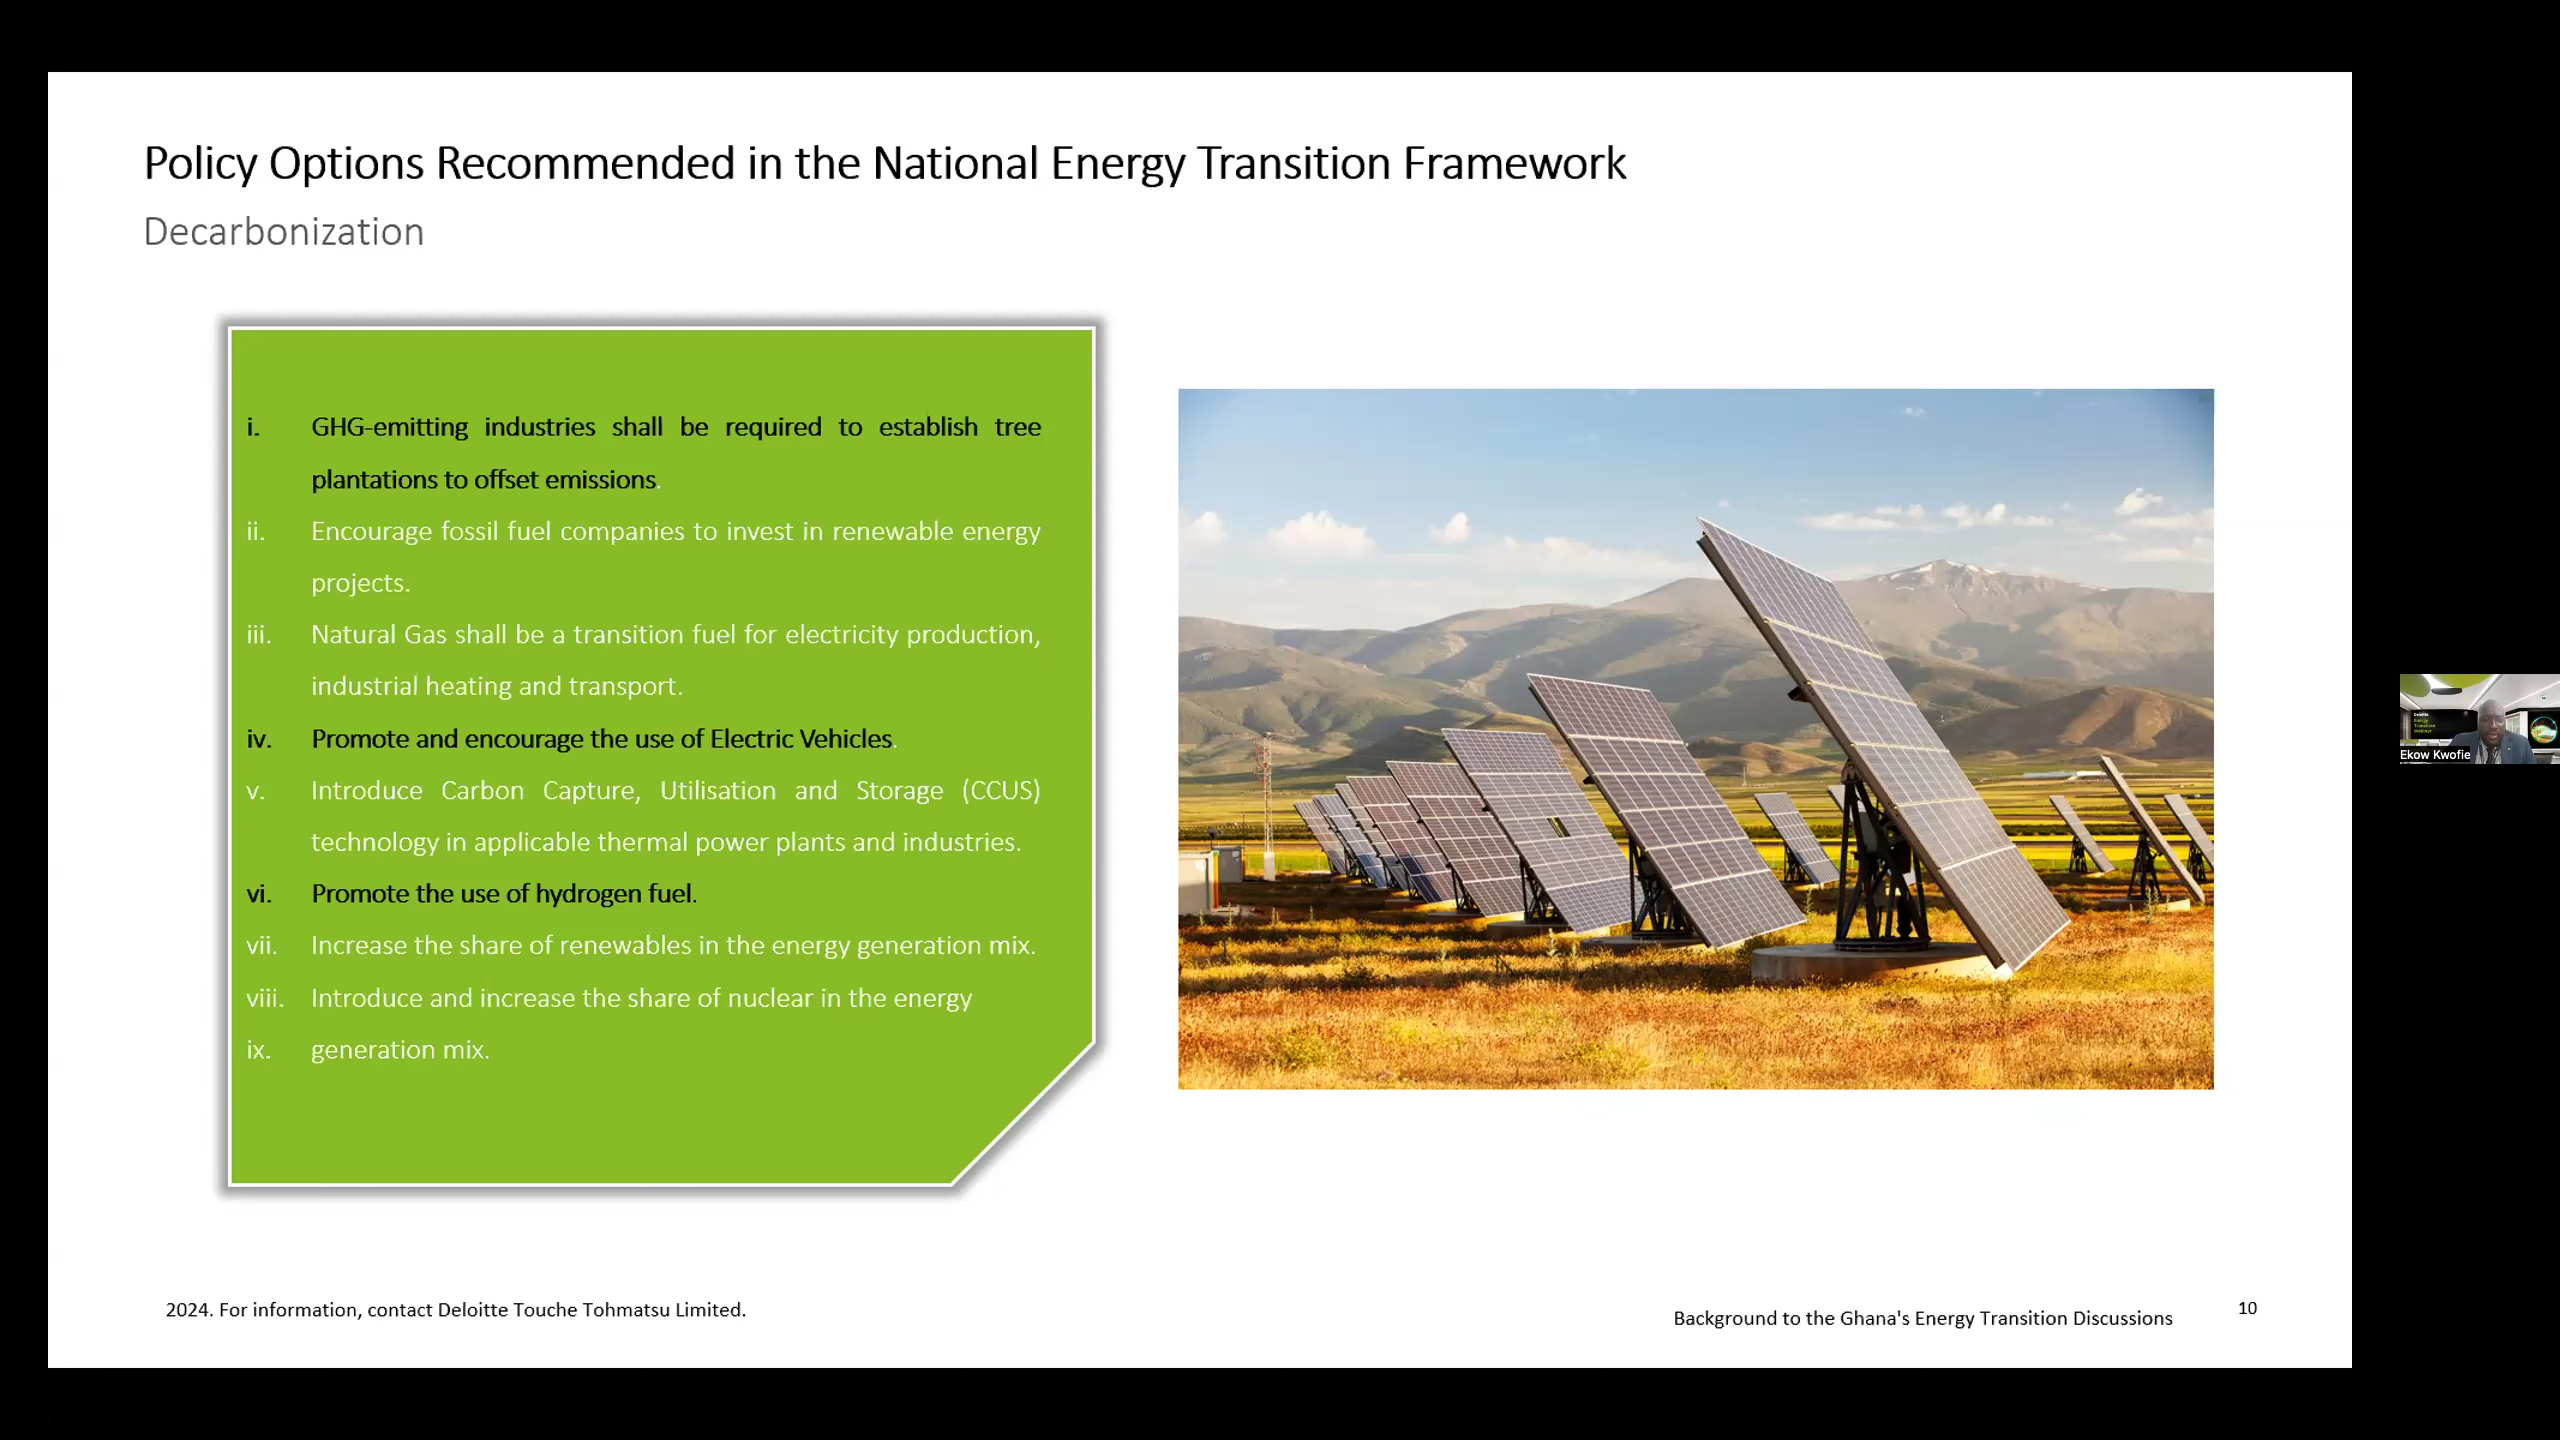 Policy Options Recommended in the National Energy Transition Framework
Decarbonization
i. GHG-emitting industries shall be required to establish tree
plantations to offset emissions.
ii. Encourage fossil fuel companies to invest in renewable energy
projects.
iii. Natural Gas shall be a transition fuel for electricity production,
industrial heating and transport.
iv. Promote and encourage the use of Electric Vehicles.
v. Introduce Carbon Capture, Utilisation and Storage (CCUS)
technology in applicable thermal power plants and industries.
vi. Promote the use of hydrogen fuel.
vii. Increase the share of renewables in the energy generation mix.
viii. Introduce and increase the share of nuclear in the energy
ix. generation mix.
Deloitte
Energy
Transition
Webinar
Ekow Kwofie
2024. For information, contact Deloitte Touche Tohmatsu Limited.
Background to the Ghana's Energy Transition Discussions
10